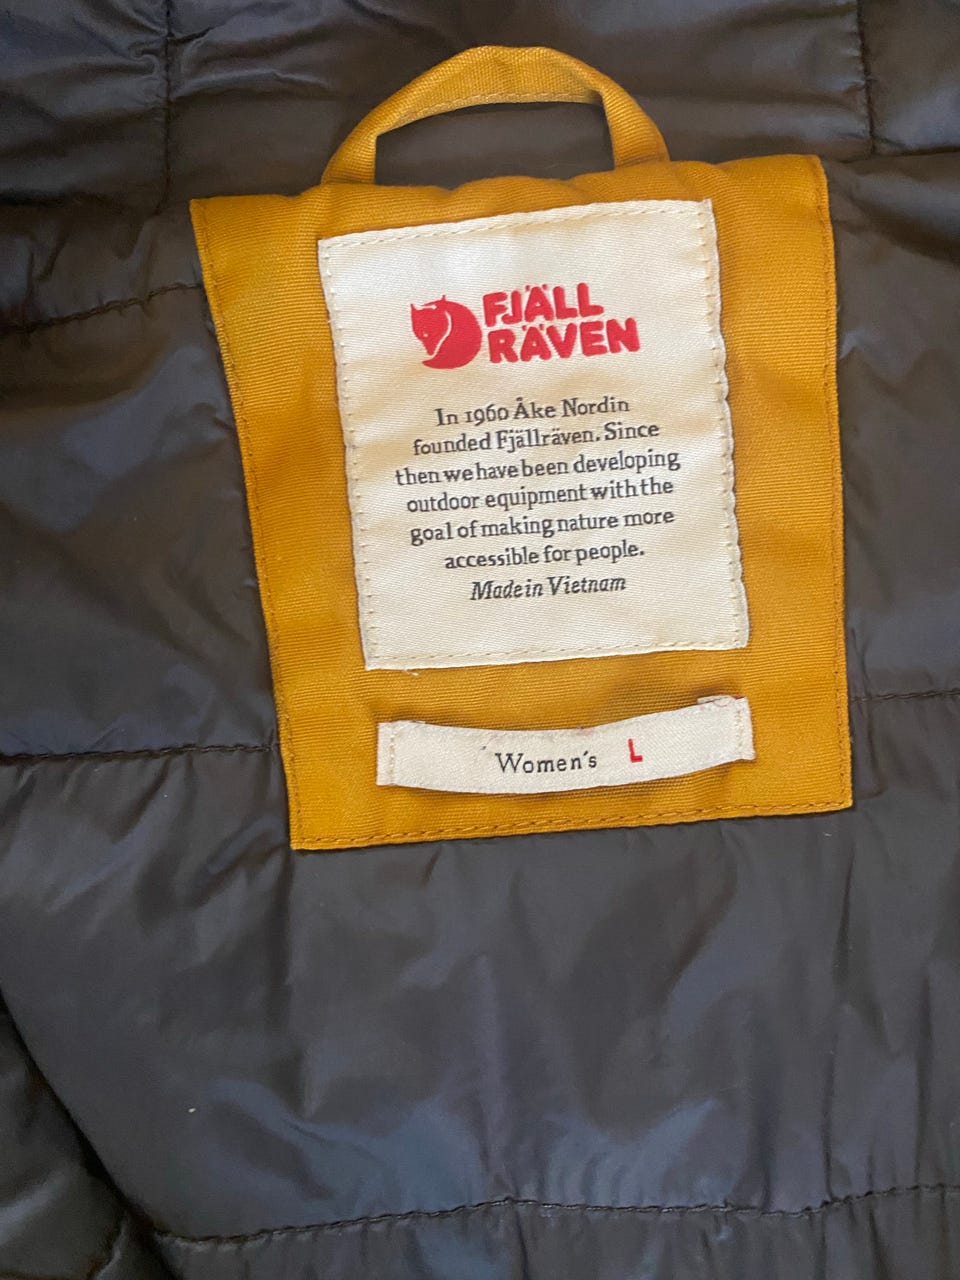 FJÄLL
RÄVEN
In 1960 Åke Nordin
founded Fjällräven. Since
then we have been developing
outdoor equipment with the
goal of making nature more
accessible for people.
Made in Vietnam
Women's L